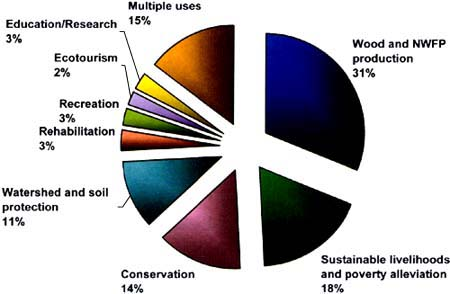 Multiple uses
15%
Education/Research
3%
Ecotourism
2%
Recreation
3%
Rehabilitation
3%
Watershed and soil
protection
11%
Conservation
14%
Sustainable livelihoods
and poverty alleviation
18%
Wood and NWFP
production
31%